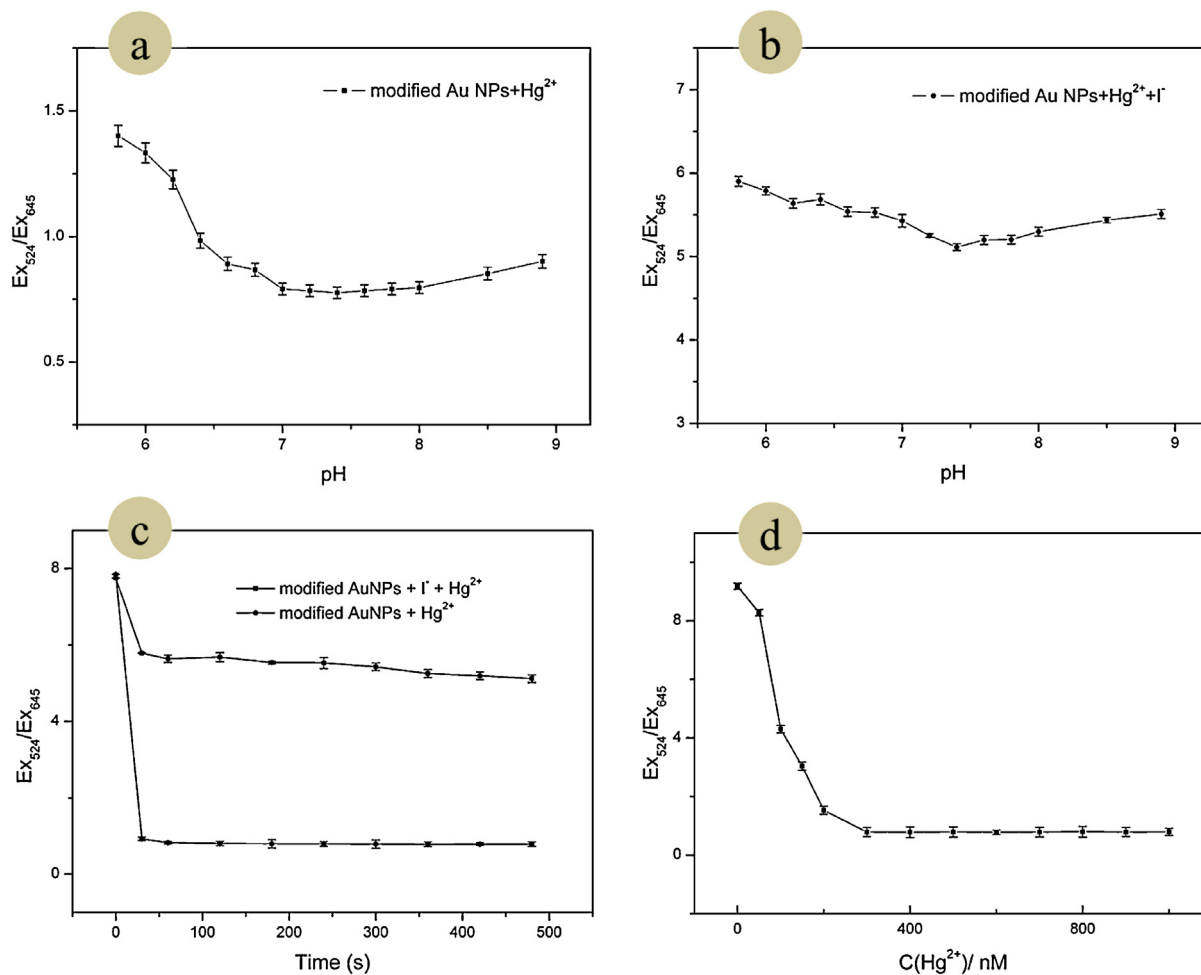 a
modified Au NPs+Hg²⁺
1.5
1.0
0.5
Ex₅₂₄/Ex₆₄₅
6 7 8 9
pH
b
modified Au NPs+Hg²⁺+I⁻
7
6
5
4
3
Ex₅₂₄/Ex₆₄₅
6 7 8 9
pH
c
modified AuNPs + I⁻ + Hg²⁺
modified AuNPs + Hg²⁺
8
4
0
Ex₅₂₄/Ex₆₄₅
0 100 200 300 400 500
Time (s)
d
8
4
0
Ex₅₂₄/Ex₆₄₅
0 400 800
C(Hg²⁺)/ nM